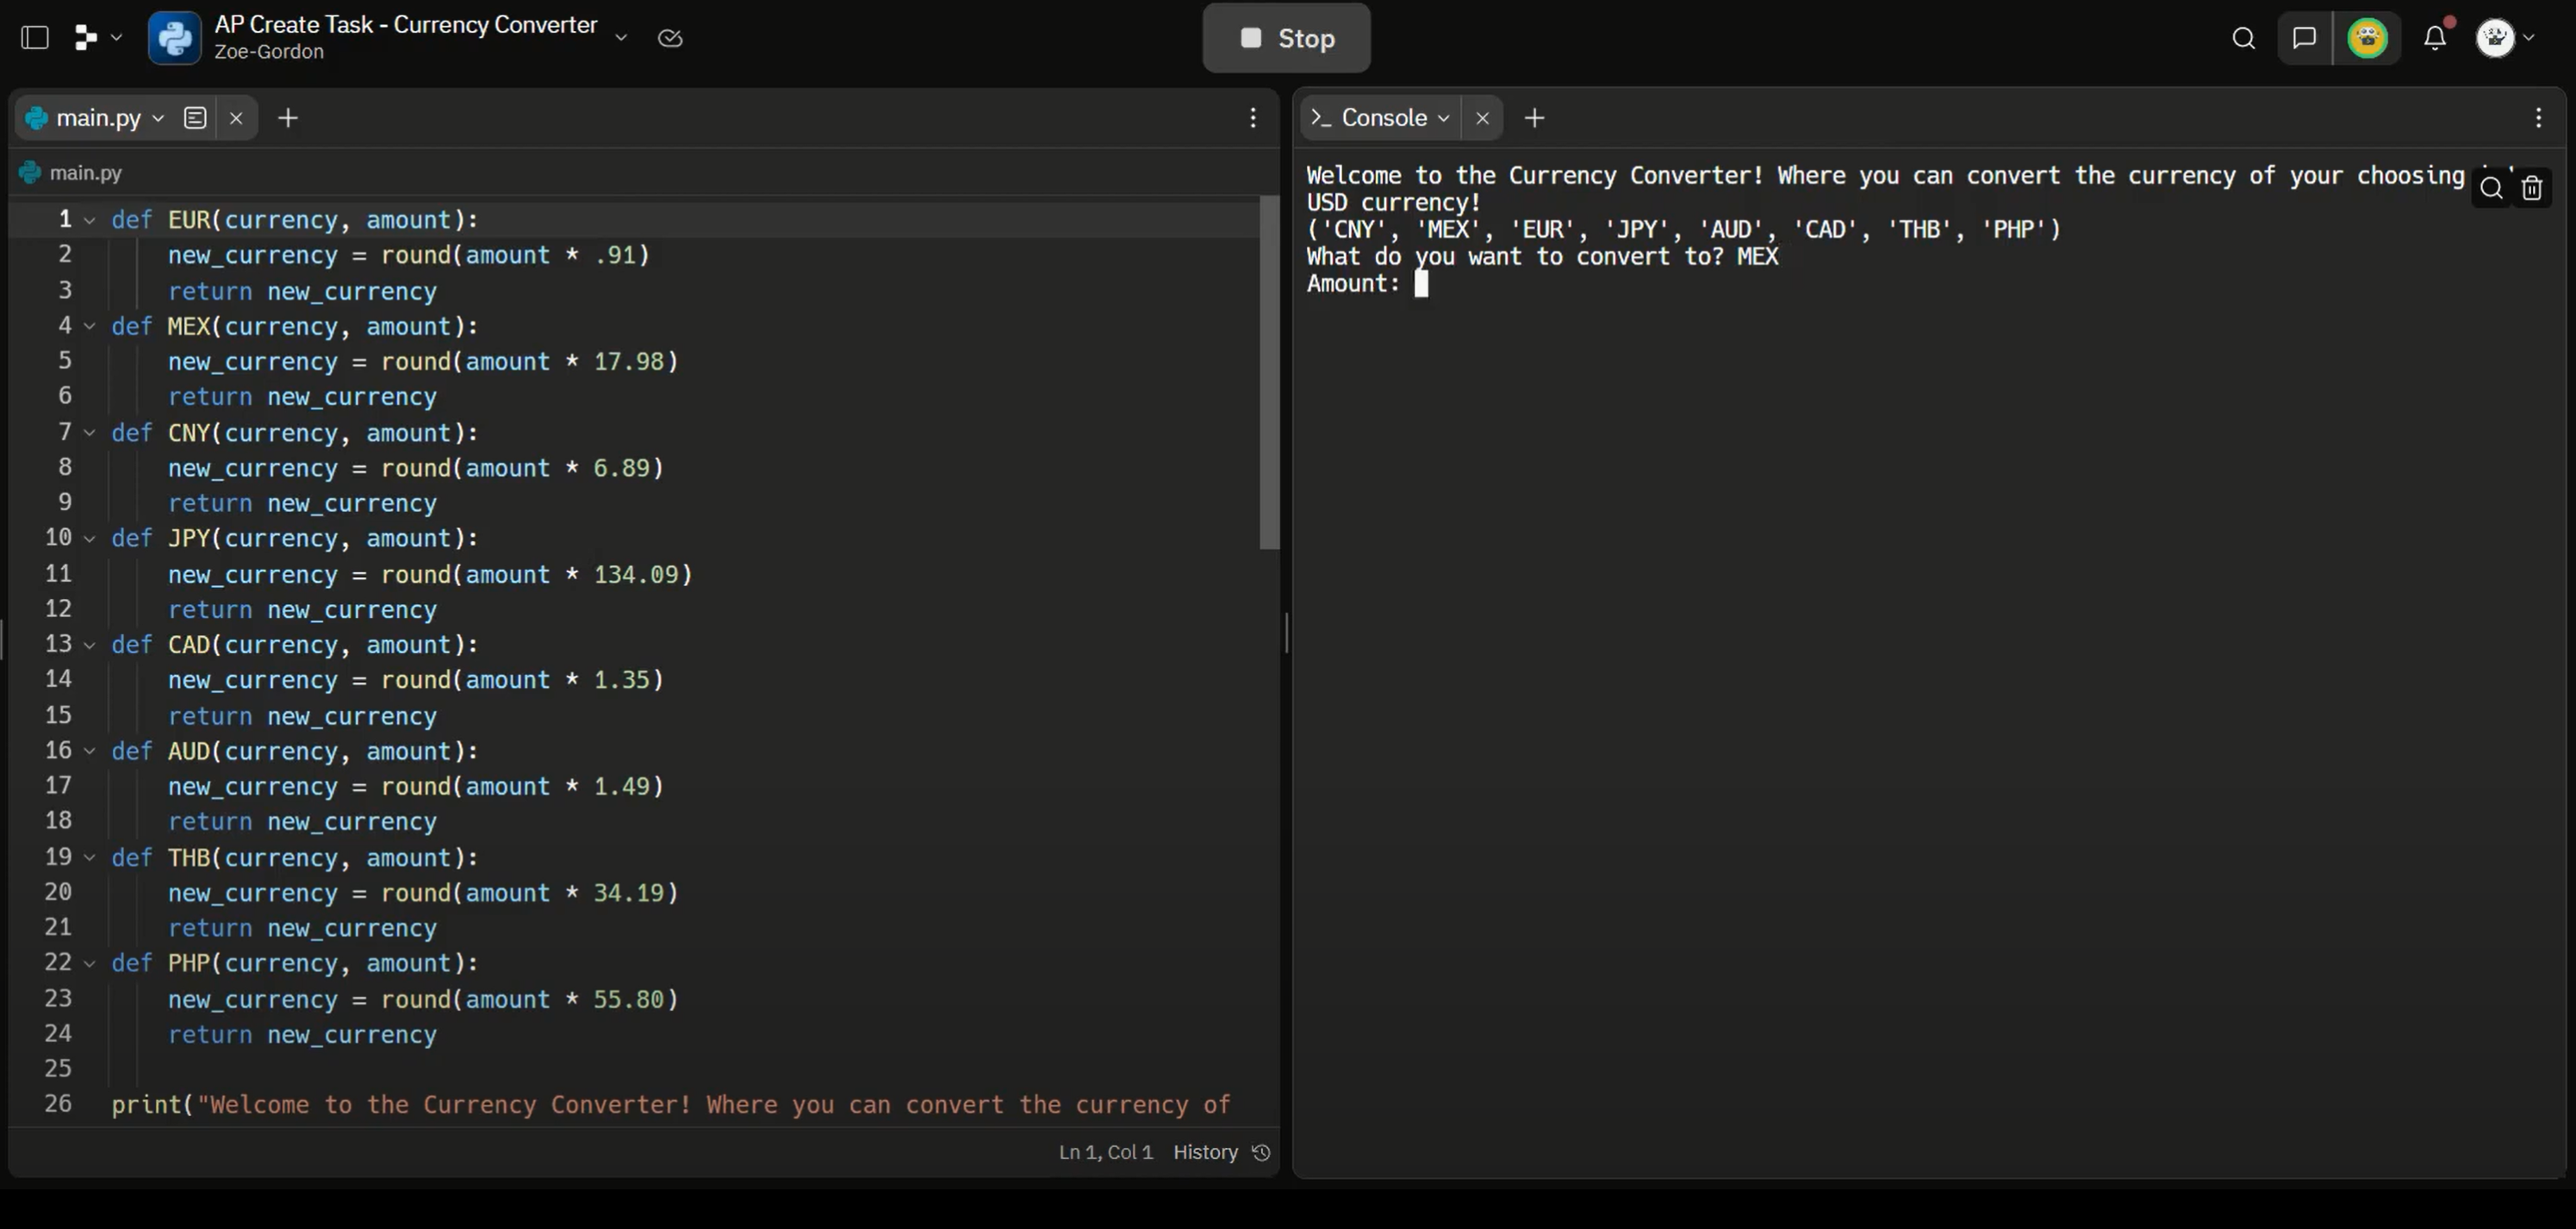 AP Create Task - Currency Converter
Zoe-Gordon
Stop
main.py
main.py
1 def EUR(currency, amount):
2     new_currency = round(amount * .91)
3     return new_currency
4 def MEX(currency, amount):
5     new_currency = round(amount * 17.98)
6     return new_currency
7 def CNY(currency, amount):
8     new_currency = round(amount * 6.89)
9     return new_currency
10 def JPY(currency, amount):
11     new_currency = round(amount * 134.09)
12     return new_currency
13 def CAD(currency, amount):
14     new_currency = round(amount * 1.35)
15     return new_currency
16 def AUD(currency, amount):
17     new_currency = round(amount * 1.49)
18     return new_currency
19 def THB(currency, amount):
20     new_currency = round(amount * 34.19)
21     return new_currency
22 def PHP(currency, amount):
23     new_currency = round(amount * 55.80)
24     return new_currency
25
26 print("Welcome to the Currency Converter! Where you can convert the currency of
Ln 1, Col 1 History
Console
Welcome to the Currency Converter! Where you can convert the currency of your choosing
USD currency!
('CNY', 'MEX', 'EUR', 'JPY', 'AUD', 'CAD', 'THB', 'PHP')
What do you want to convert to? MEX
Amount: